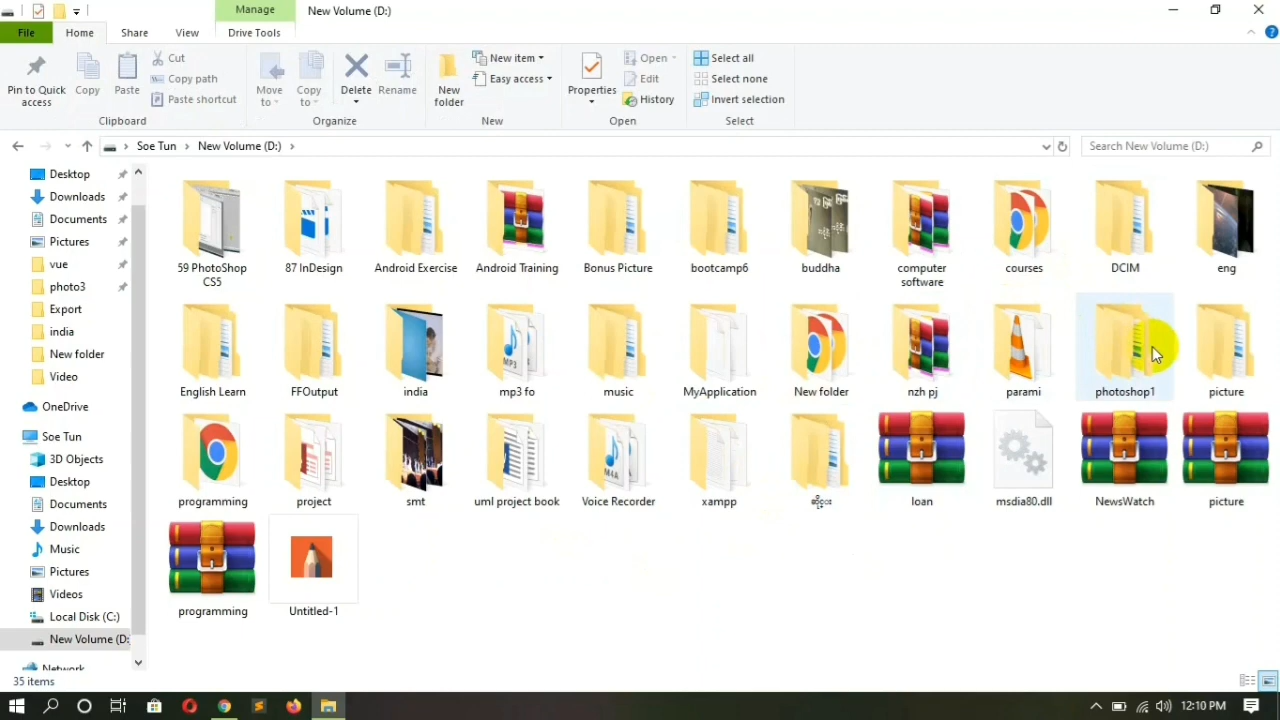 Manage
New Volume (D:)
File
Home
Share
View
Drive Tools
Pin to Quick access
Copy
Paste
Cut
Copy path
Paste shortcut
Move to
Copy to
Delete
Rename
New folder
New item
Easy access
Properties
Open
Edit
History
Select all
Select none
Invert selection
Clipboard
Organize
New
Open
Select
Soe Tun
New Volume (D:)
Search New Volume (D:)
Desktop
Downloads
Documents
Pictures
vue
photo3
Export
india
New folder
Video
OneDrive
Soe Tun
3D Objects
Desktop
Documents
Downloads
Music
Pictures
Videos
Local Disk (C:)
New Volume (D:
Network
59 PhotoShop CS5
87 InDesign
Android Exercise
Android Training
Bonus Picture
bootcamp6
buddha
computer software
courses
DCIM
eng
English Learn
FFOutput
india
MP3
mp3 fo
music
MyApplication
New folder
nzh pj
parami
photoshop1
picture
programming
project
smt
uml project book
M4A
Voice Recorder
xampp
ဆိုင်း
loan
msdia80.dll
NewsWatch
picture
programming
Untitled-1
35 items
12:10 PM